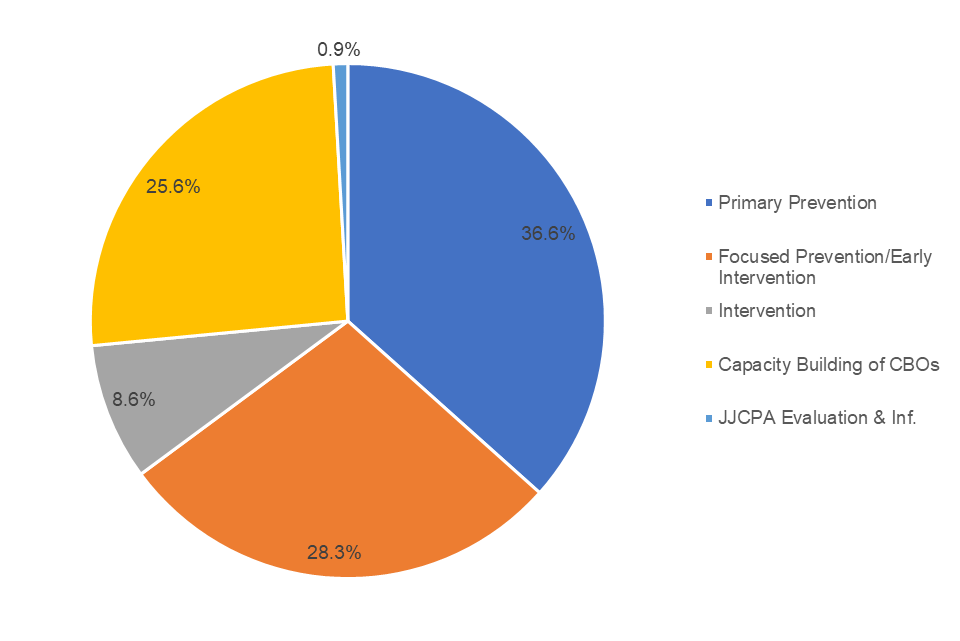 0.9%
25.6%
36.6%
8.6%
28.3%
Primary Prevention
Focused Prevention/Early
Intervention
Intervention
Capacity Building of CBOs
JJCPA Evaluation & Inf.